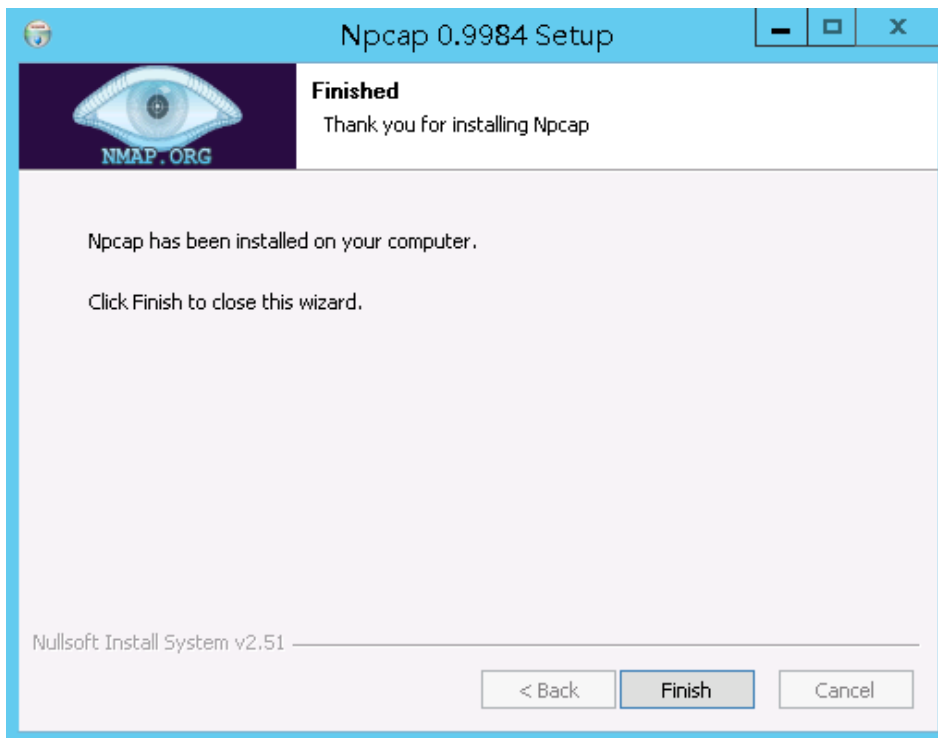 Npcap 0.9984 Setup
NMAP.ORG
Finished
Thank you for installing Npcap
Npcap has been installed on your computer.
Click Finish to close this wizard.
Nullsoft Install System v2.51
< Back
Finish
Cancel